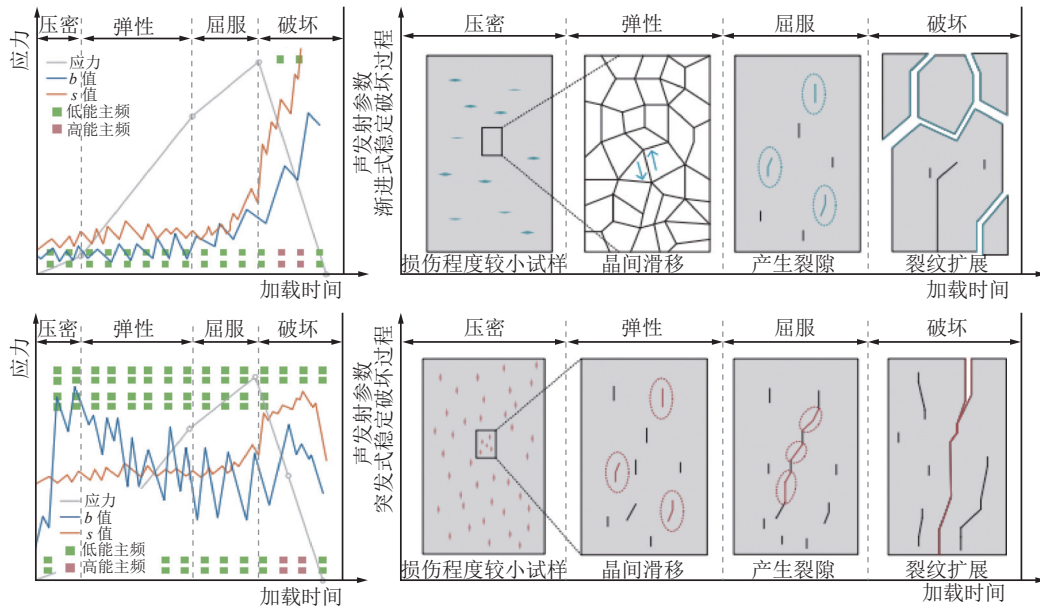 压密 弹性 屈服 破坏
应力
应力
b 值
s 值
低能主频
高能主频
加载时间
声发射参数
渐进式稳定破坏过程
压密 弹性 屈服 破坏
损伤程度较小试样 晶间滑移 产生裂隙 裂纹扩展
加载时间
压密 弹性 屈服 破坏
应力
应力
b 值
s 值
低能主频
高能主频
加载时间
声发射参数
突发式稳定破坏过程
压密 弹性 屈服 破坏
损伤程度较小试样 晶间滑移 产生裂隙 裂纹扩展
加载时间